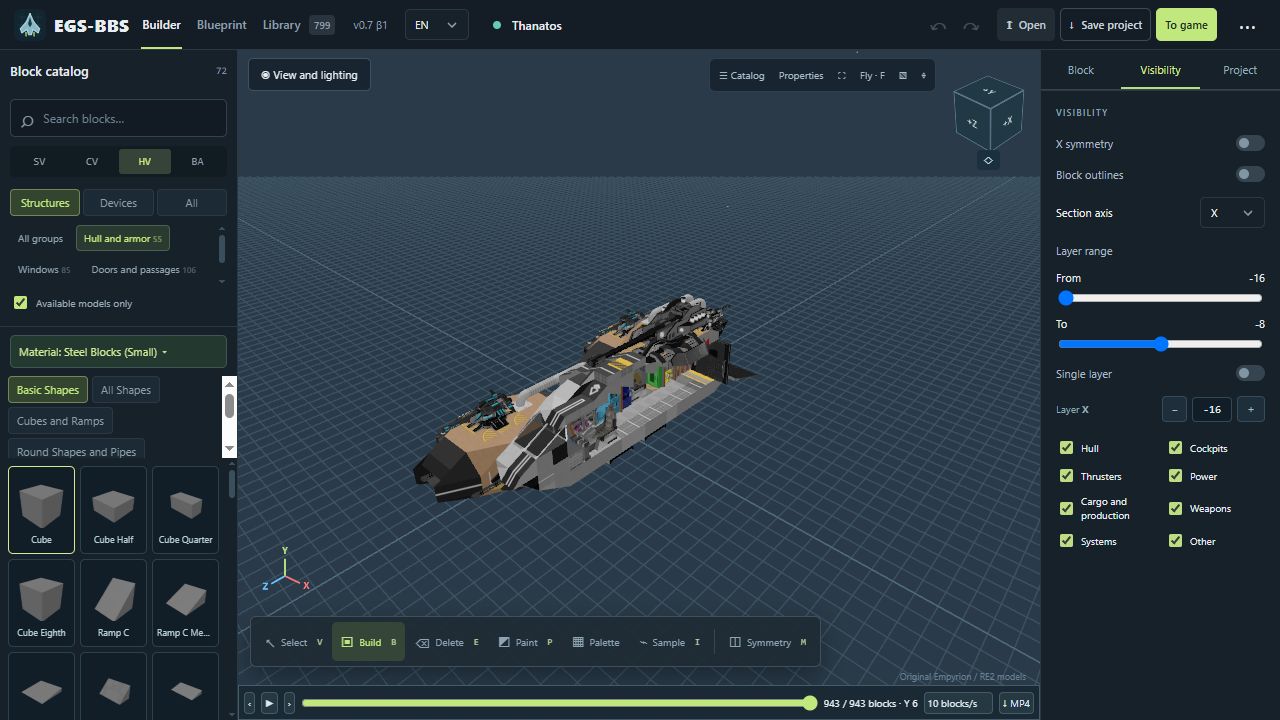 EGS-BBS Builder Blueprint Library 799 v0.7 β1 EN Thanatos Open Save project To game ...
Block catalog 72
Search blocks...
SV CV HV BA
Structures Devices All
All groups Hull and armor 55
Windows 85 Doors and passages 106
Available models only
Material: Steel Blocks (Small)
Basic Shapes All Shapes
Cubes and Ramps
Round Shapes and Pipes
Cube Cube Half Cube Quarter
Cube Eighth Ramp C Ramp C Me...
View and lighting
Catalog Properties Fly · F
+Z
Y
Z X
Select V Build B Delete E Paint P Palette Sample I Symmetry M
Original Empyrion / RE2 models
943 / 943 blocks · Y 6 10 blocks/s ↓ MP4
Block Visibility Project
VISIBILITY
X symmetry
Block outlines
Section axis X
Layer range
From -16
To -8
Single layer
Layer X − -16 +
Hull Cockpits
Thrusters Power
Cargo and
production Weapons
Systems Other